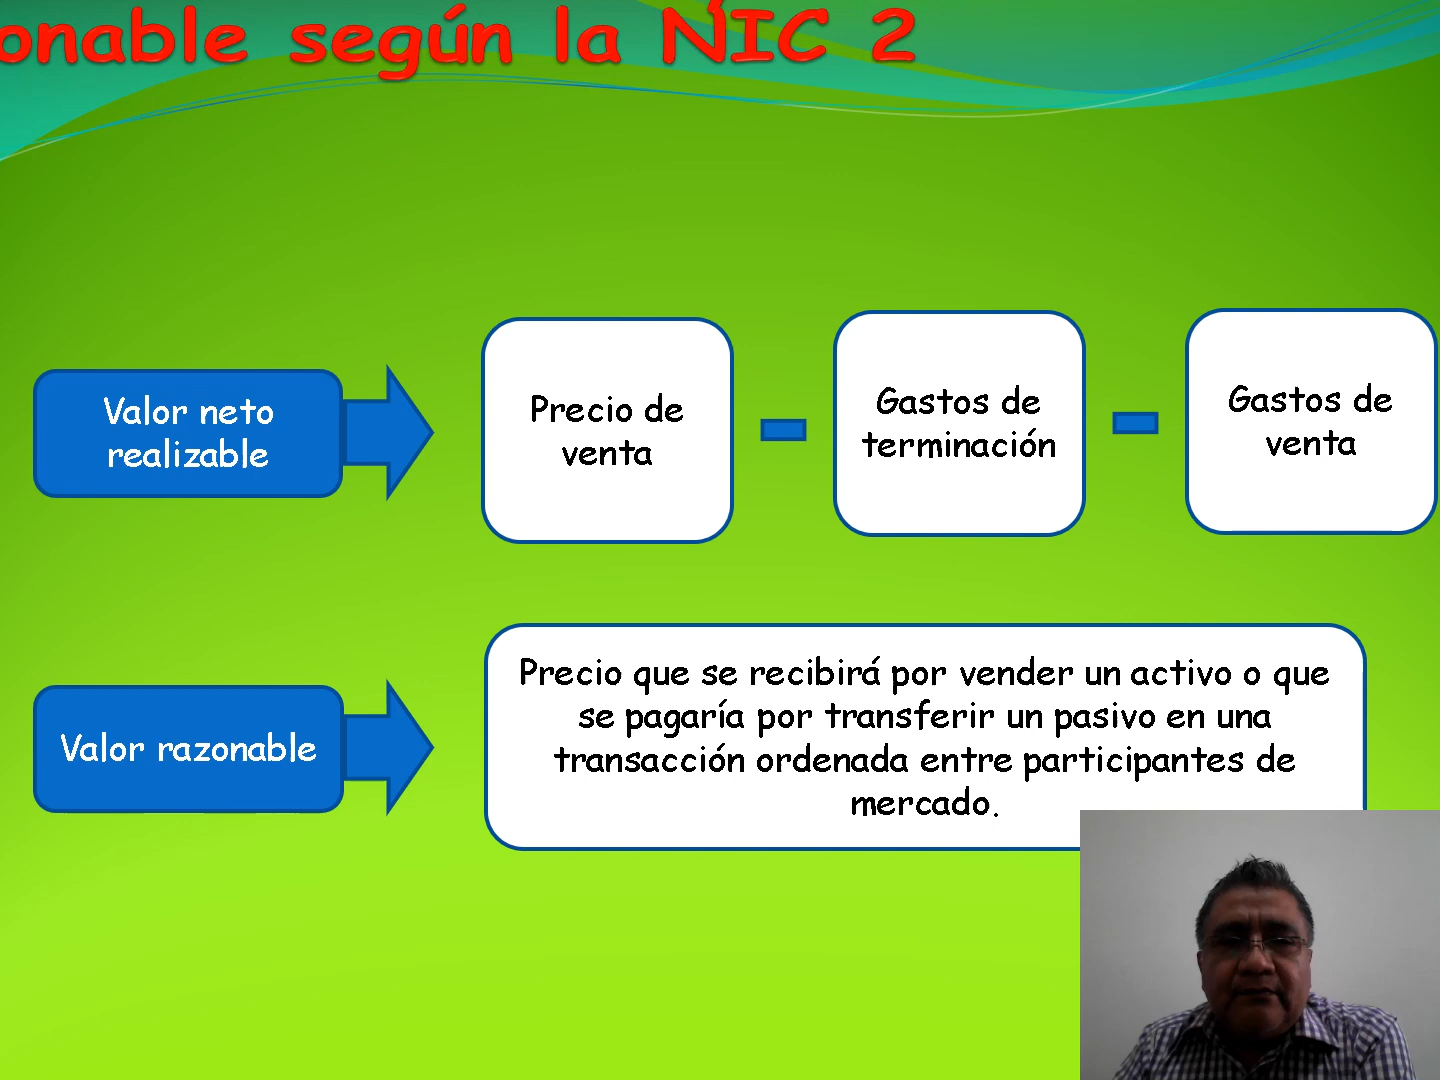 onable según la NIC 2
Valor neto
realizable
Precio de
venta
Gastos de
terminación
Gastos de
venta
Valor razonable
Precio que se recibirá por vender un activo o que
se pagaría por transferir un pasivo en una
transacción ordenada entre participantes de
mercado.